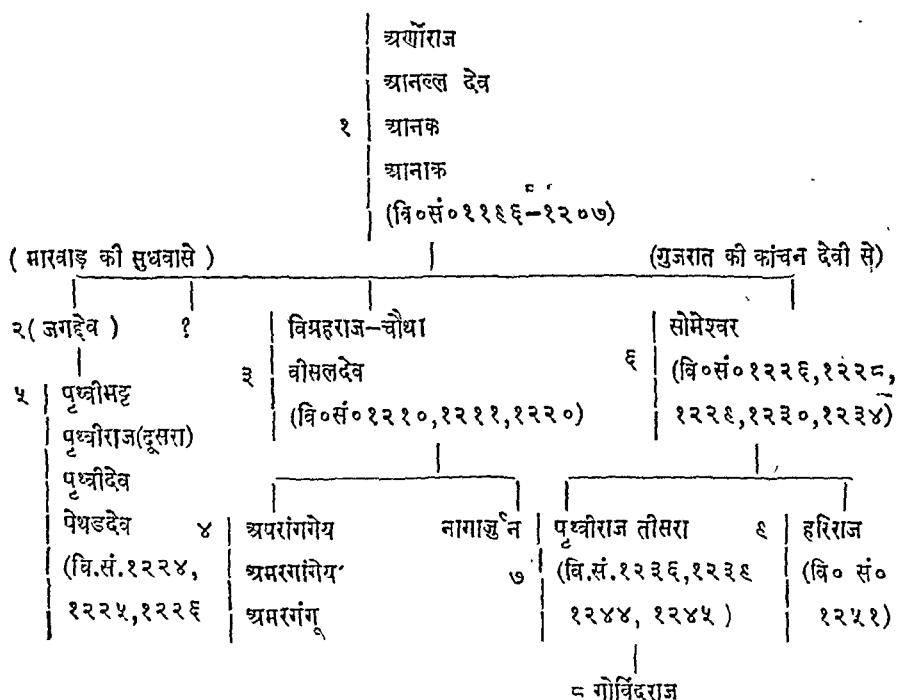 अर्णोराज
आनल्ल देव
१ आनक
आनाक
(वि०सं०११९६-१२०७)
(मारवाड़ की सुधवासे) (गुजरात की कांचन देवी से)
२(जगद्देव) १ विग्रहराज-चौथा सोमेश्वर
३ वीसलदेव ६ (वि०सं०१२२६,१२२८,
५ पृथ्वीभट्ट (वि०सं०१२१०,१२११,१२२०) १२२९,१२३०,१२३४)
पृथ्वीराज(दूसरा)
पृथ्वीदेव
पेथडदेव ४ अपरांगगेय नागार्जुन पृथ्वीराज तीसरा ९ हरिराज
(वि.सं.१२२४, अमरगांगेय ७ (वि.सं.१२३६,१२३९ (वि० सं०
१२२५,१२२६ अमरगंगू १२४४, १२४५) १२५१)
८ गोविंदराज